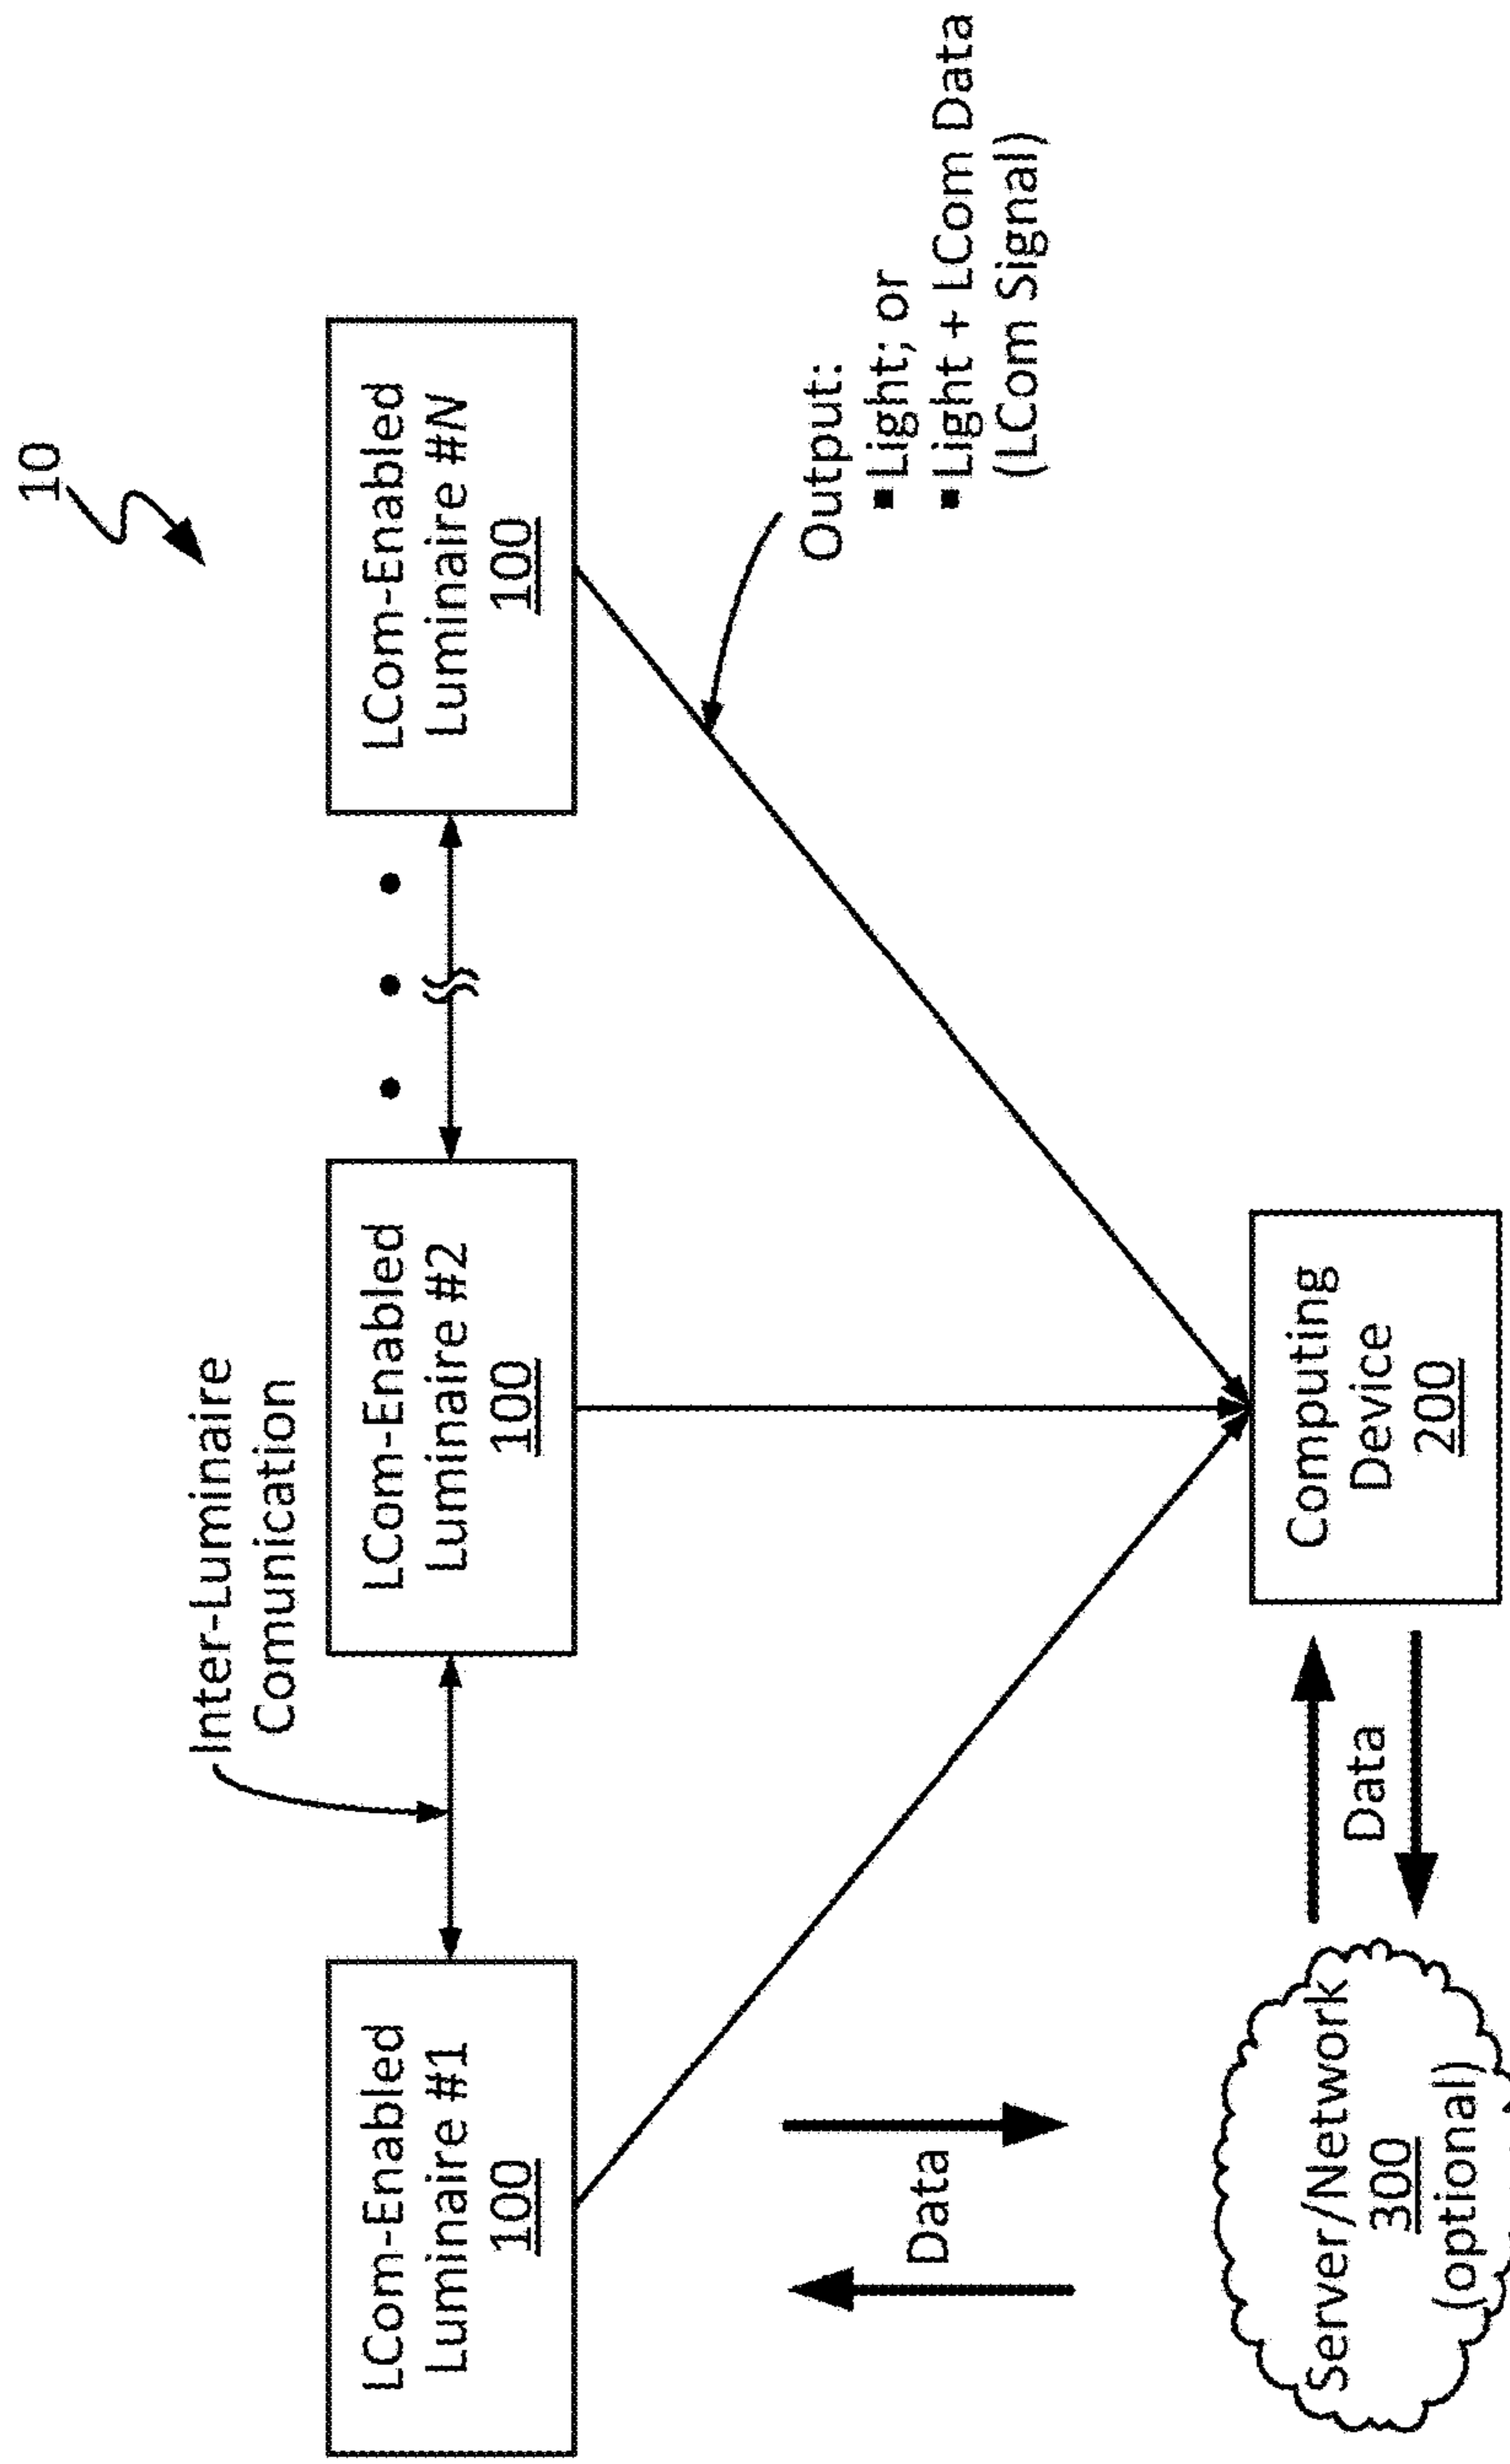 10
Inter-Luminaire
Comunication
LCom-Enabled
Luminaire #1
100
LCom-Enabled
Luminaire #2
100
• • •
LCom-Enabled
Luminaire #N
100
Output:
▪ Light; or
▪ Light + LCom Data
(LCom Signal)
Data
Server/Network
300
(optional)
Data
Computing
Device
200